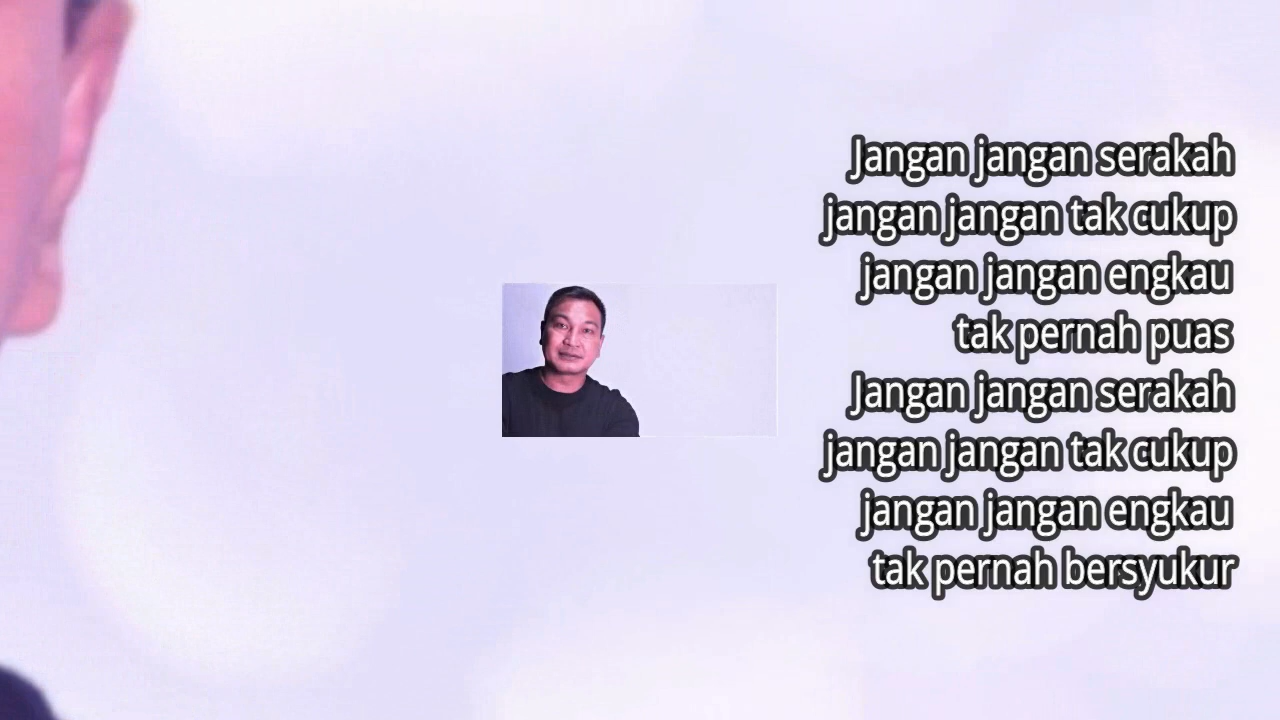 Jangan jangan serakah
jangan jangan tak cukup
jangan jangan engkau
tak pernah puas
Jangan jangan serakah
jangan jangan tak cukup
jangan jangan engkau
tak pernah bersyukur